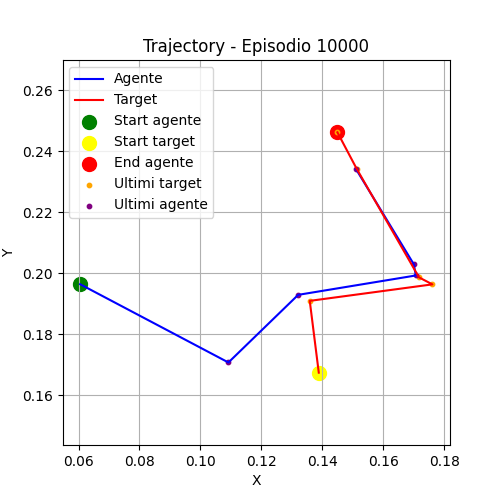 Trajectory - Episodio 10000
Agente
Target
Start agente
Start target
End agente
Ultimi target
Ultimi agente
0.26
0.24
0.22
0.20
0.18
0.16
Y
0.06 0.08 0.10 0.12 0.14 0.16 0.18
X